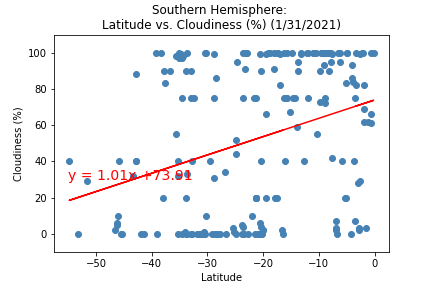 Southern Hemisphere:
Latitude vs. Cloudiness (%) (1/31/2021)
Cloudiness (%)
100
80
60
40
20
0
y = 1.01x +73.91
−50
−40
−30
−20
−10
0
Latitude